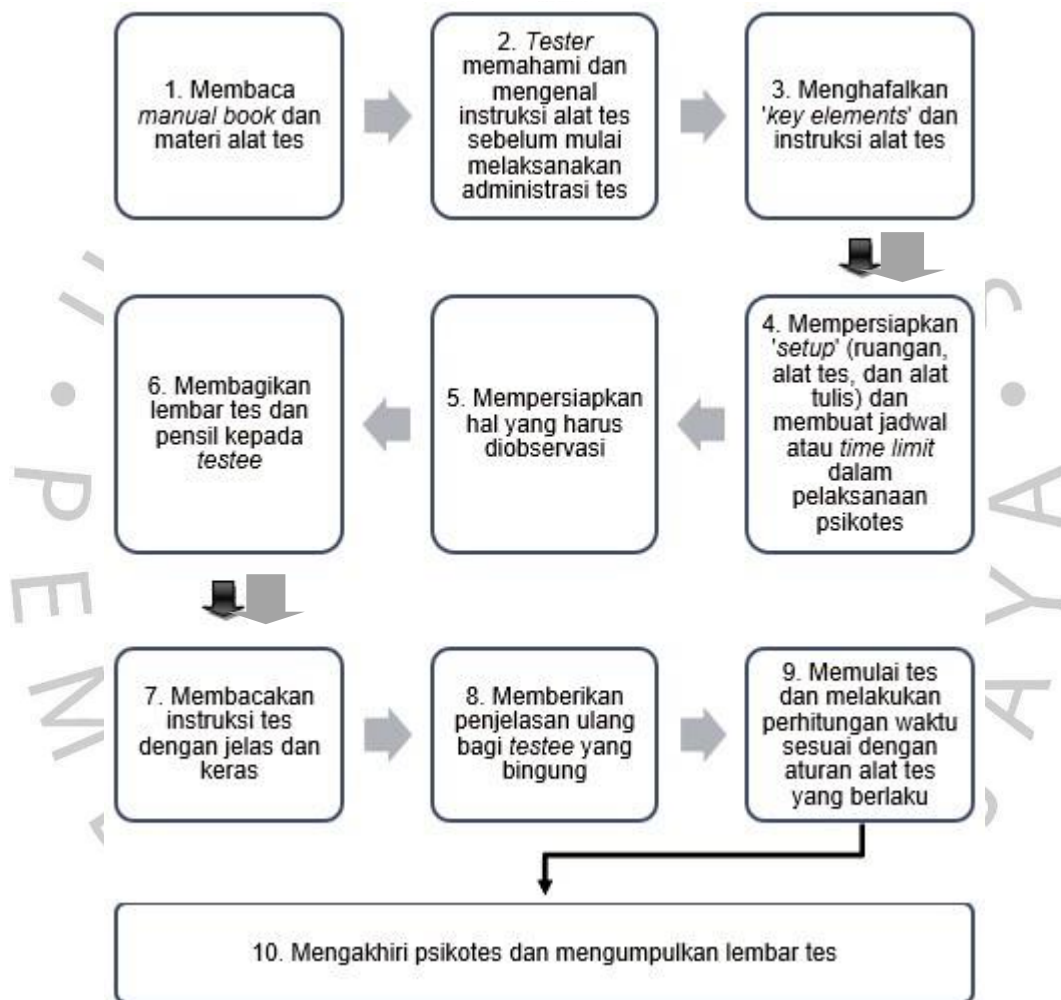 1. Membaca
manual book dan
materi alat tes
2. Tester
memahami dan
mengenal
instruksi alat tes
sebelum mulai
melaksanakan
administrasi tes
3. Menghafalkan
'key elements' dan
instruksi alat tes
4. Mempersiapkan
'setup' (ruangan,
alat tes, dan alat
tulis) dan
membuat jadwal
atau time limit
dalam
pelaksanaan
psikotes
5. Mempersiapkan
hal yang harus
diobservasi
6. Membagikan
lembar tes dan
pensil kepada
testee
7. Membacakan
instruksi tes
dengan jelas dan
keras
8. Memberikan
penjelasan ulang
bagi testee yang
bingung
9. Memulai tes
dan melakukan
perhitungan waktu
sesuai dengan
aturan alat tes
yang berlaku
10. Mengakhiri psikotes dan mengumpulkan lembar tes